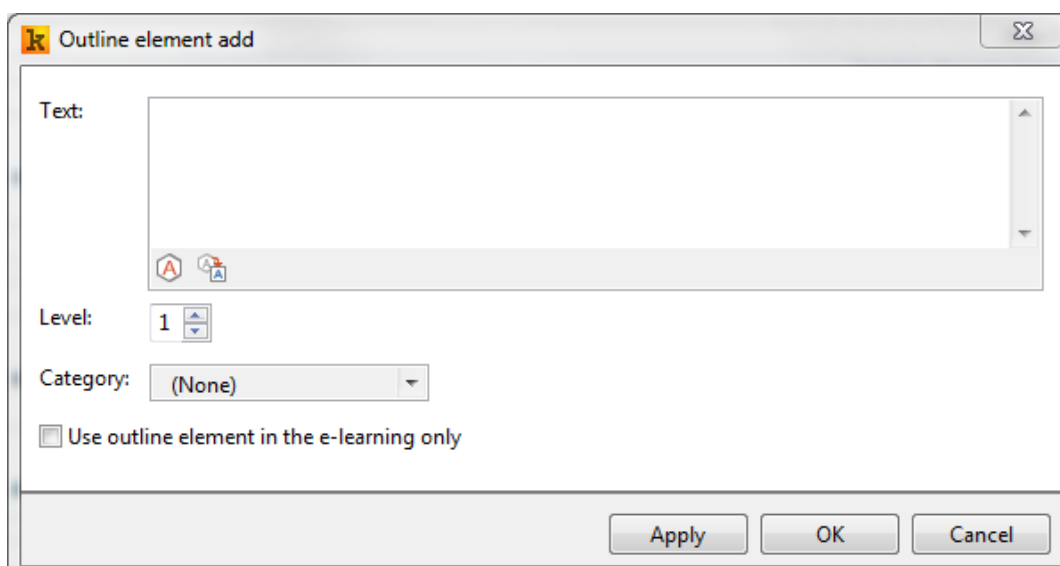 k Outline element add
Text:
A A A
Level: 1
Category: (None)
Use outline element in the e-learning only
Apply OK Cancel